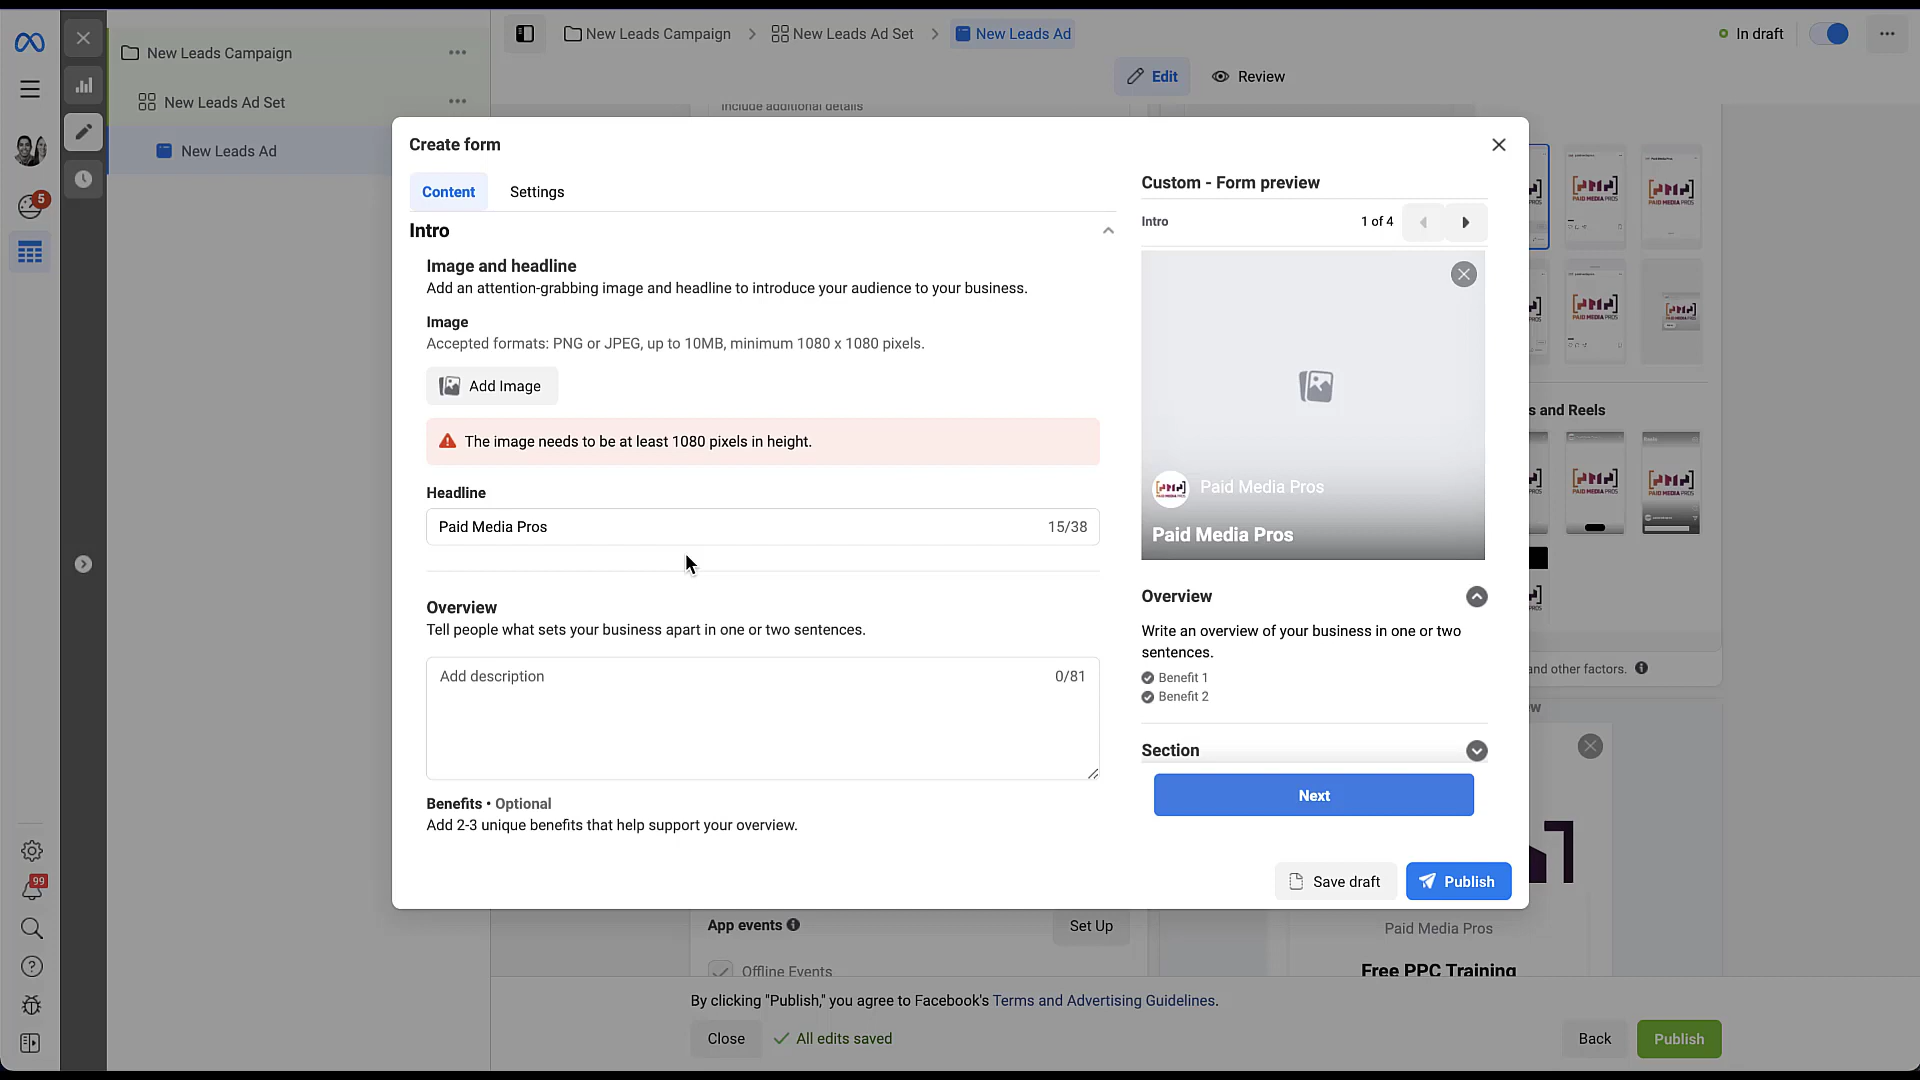 New Leads Campaign
New Leads Ad Set
New Leads Ad
5
99
New Leads Campaign
New Leads Ad Set
New Leads Ad
In draft
Edit
Review
Include additional details
Create form
Content
Settings
Intro
Image and headline
Add an attention-grabbing image and headline to introduce your audience to your business.
Image
Accepted formats: PNG or JPEG, up to 10MB, minimum 1080 x 1080 pixels.
Add Image
The image needs to be at least 1080 pixels in height.
Headline
Paid Media Pros
15/38
Overview
Tell people what sets your business apart in one or two sentences.
Add description
0/81
Benefits • Optional
Add 2-3 unique benefits that help support your overview.
Custom - Form preview
Intro
1 of 4
Paid Media Pros
Paid Media Pros
Overview
Write an overview of your business in one or two
sentences.
Benefit 1
Benefit 2
Section
Next
Save draft
Publish
s and Reels
and other factors.
App events
Set Up
Offline Events
Paid Media Pros
Free PPC Training
By clicking "Publish," you agree to Facebook's Terms and Advertising Guidelines.
Close
All edits saved
Back
Publish